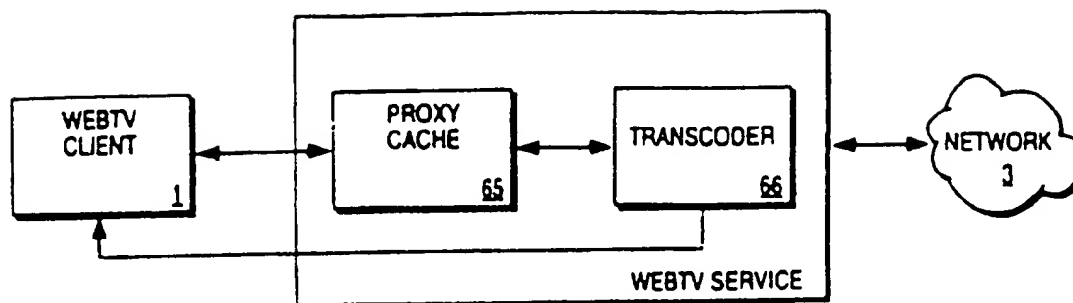 WEBTV
CLIENT
1
PROXY
CACHE
65
TRANSCODER
66
NETWORK
3
WEBTV SERVICE